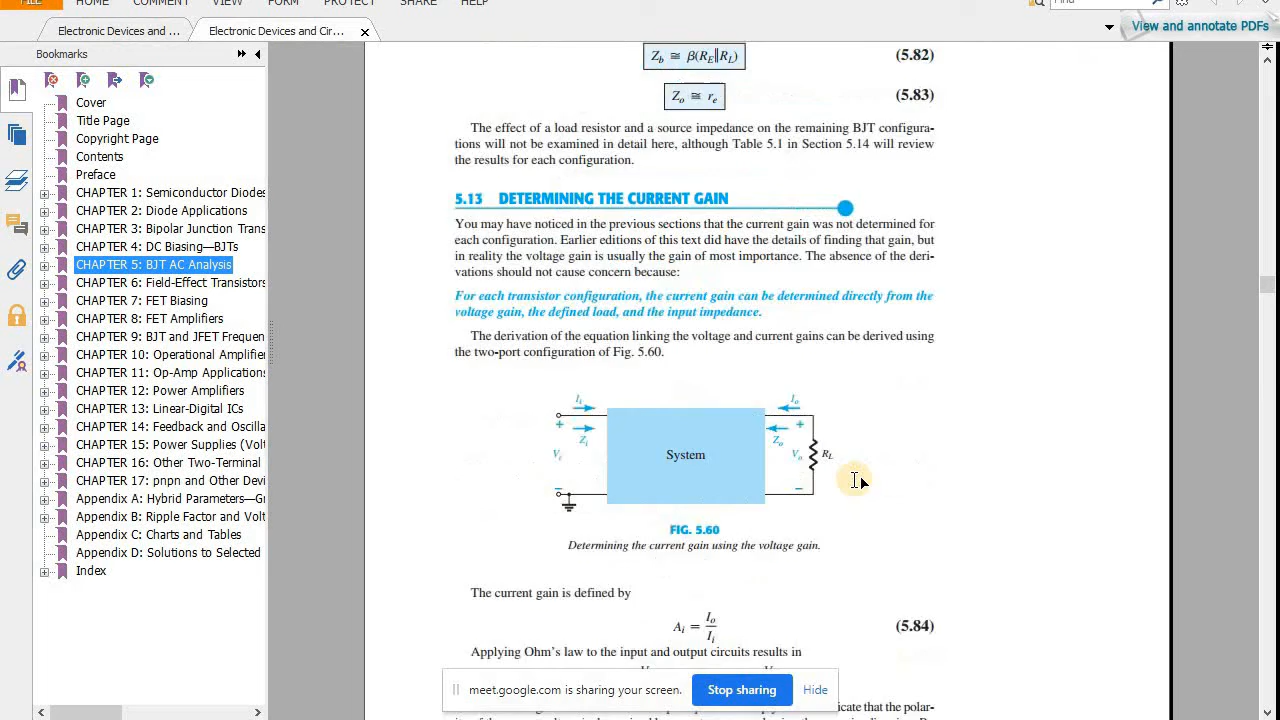 FILE HOME COMMENT VIEW FORM PROTECT SHARE HELP Find
Electronic Devices and ... Electronic Devices and Cir... View and annotate PDFs
Bookmarks
Cover
Title Page
Copyright Page
Contents
Preface
CHAPTER 1: Semiconductor Diodes
CHAPTER 2: Diode Applications
CHAPTER 3: Bipolar Junction Trans
CHAPTER 4: DC Biasing—BJTs
CHAPTER 5: BJT AC Analysis
CHAPTER 6: Field-Effect Transistors
CHAPTER 7: FET Biasing
CHAPTER 8: FET Amplifiers
CHAPTER 9: BJT and JFET Frequen
CHAPTER 10: Operational Amplifier
CHAPTER 11: Op-Amp Applications
CHAPTER 12: Power Amplifiers
CHAPTER 13: Linear-Digital ICs
CHAPTER 14: Feedback and Oscilla
CHAPTER 15: Power Supplies (Volt
CHAPTER 16: Other Two-Terminal
CHAPTER 17: pnpn and Other Devic
Appendix A: Hybrid Parameters—Gr
Appendix B: Ripple Factor and Volt
Appendix C: Charts and Tables
Appendix D: Solutions to Selected
Index
Z_b ≅ β(R_E∥R_L) (5.82)
Z_o ≅ r_e (5.83)
The effect of a load resistor and a source impedance on the remaining BJT configura-
tions will not be examined in detail here, although Table 5.1 in Section 5.14 will review
the results for each configuration.
5.13 DETERMINING THE CURRENT GAIN
You may have noticed in the previous sections that the current gain was not determined for
each configuration. Earlier editions of this text did have the details of finding that gain, but
in reality the voltage gain is usually the gain of most importance. The absence of the deri-
vations should not cause concern because:
For each transistor configuration, the current gain can be determined directly from the
voltage gain, the defined load, and the input impedance.
The derivation of the equation linking the voltage and current gains can be derived using
the two-port configuration of Fig. 5.60.
I_i I_o
+ +
Z_i Z_o
V_i System V_o R_L
− −
FIG. 5.60
Determining the current gain using the voltage gain.
The current gain is defined by
A_i = I_o / I_i (5.84)
Applying Ohm's law to the input and output circuits results in
meet.google.com is sharing your screen. Stop sharing Hide
icate that the polar-